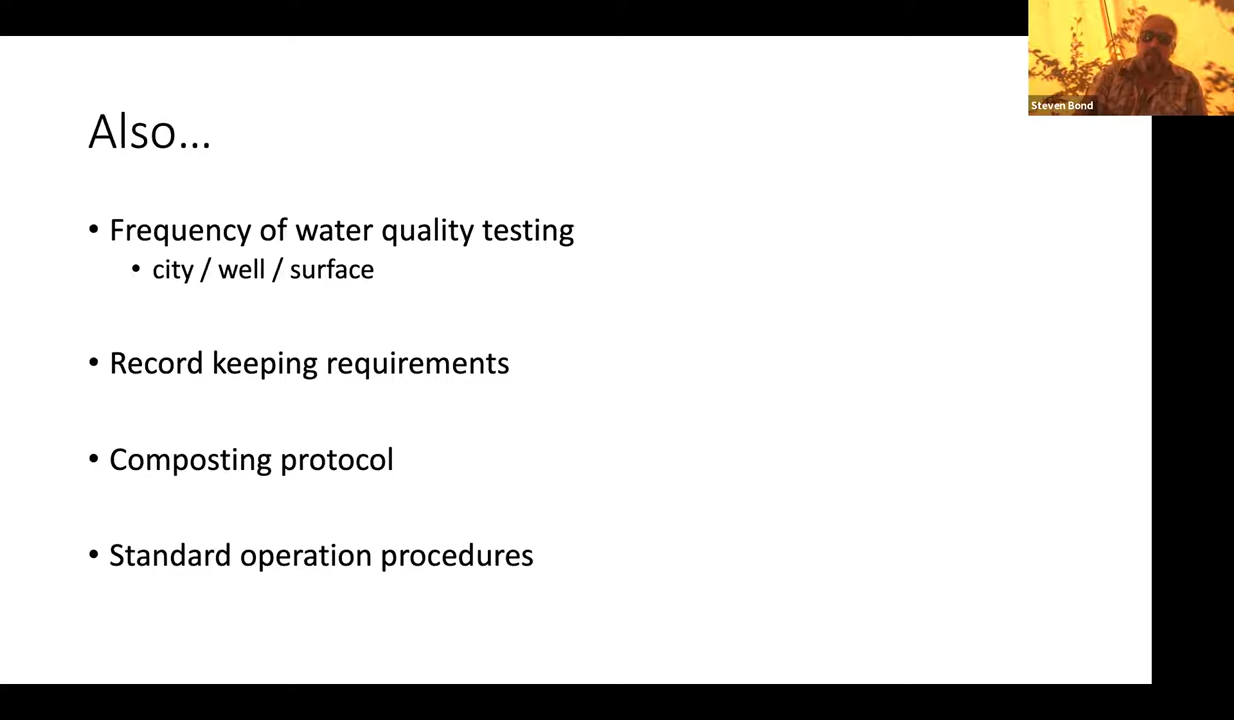 Steven Bond
Also...
• Frequency of water quality testing
• city / well / surface
• Record keeping requirements
• Composting protocol
• Standard operation procedures